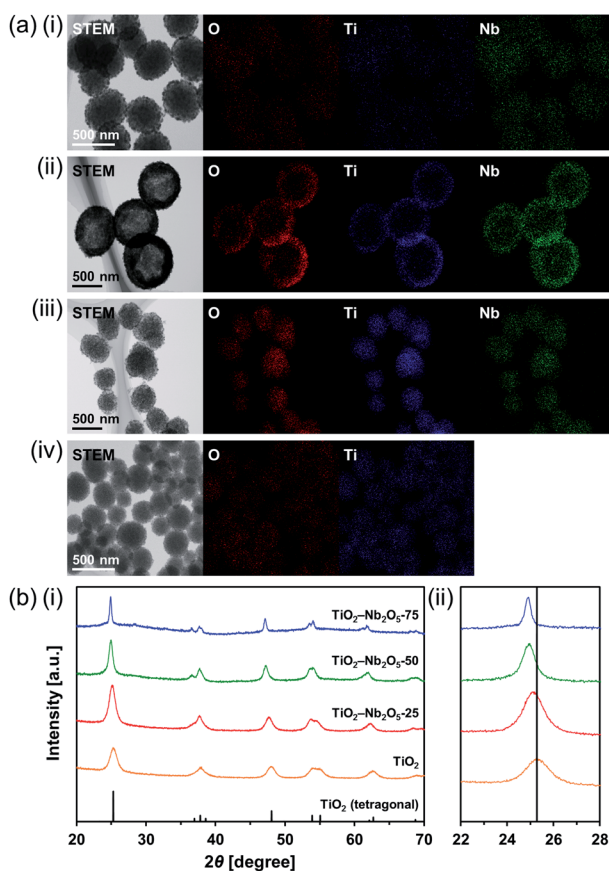 (a) (i) STEM O Ti Nb
500 nm
(ii) STEM O Ti Nb
500 nm
(iii) STEM O Ti Nb
500 nm
(iv) STEM O Ti
500 nm
(b) (i) (ii)
TiO₂–Nb₂O₅-75
TiO₂–Nb₂O₅-50
TiO₂–Nb₂O₅-25
TiO₂
TiO₂ (tetragonal)
Intensity [a.u.]
20 30 40 50 60 70 22 24 26 28
2θ [degree]